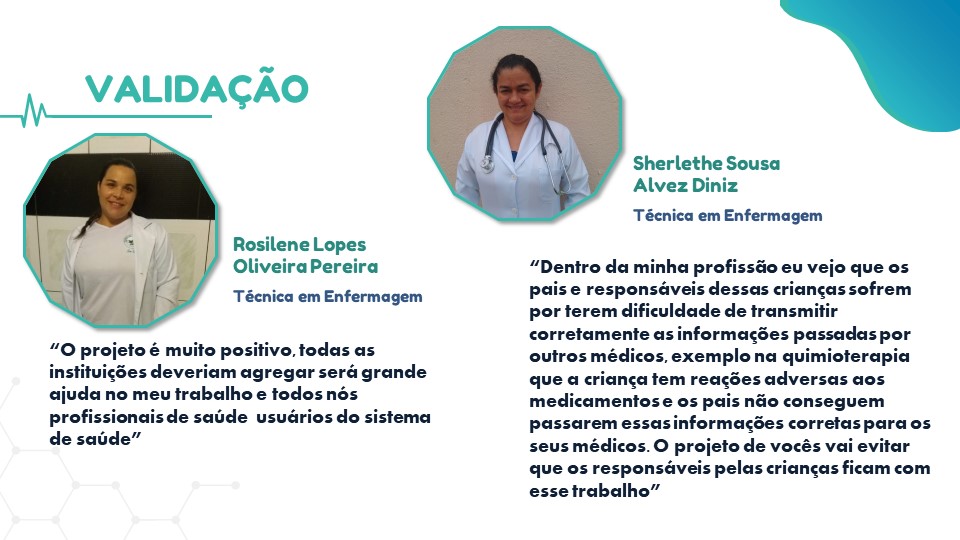 VALIDAÇÃO
Rosilene Lopes
Oliveira Pereira
Técnica em Enfermagem
“O projeto é muito positivo, todas as
instituições deveriam agregar será grande
ajuda no meu trabalho e todos nós
profissionais de saúde usuários do sistema
de saúde”
Sherlethe Sousa
Alvez Diniz
Técnica em Enfermagem
“Dentro da minha profissão eu vejo que os
pais e responsáveis dessas crianças sofrem
por terem dificuldade de transmitir
corretamente as informações passadas por
outros médicos, exemplo na quimioterapia
que a criança tem reações adversas aos
medicamentos e os pais não conseguem
passarem essas informações corretas para os
seus médicos. O projeto de vocês vai evitar
que os responsáveis pelas crianças ficam com
esse trabalho”